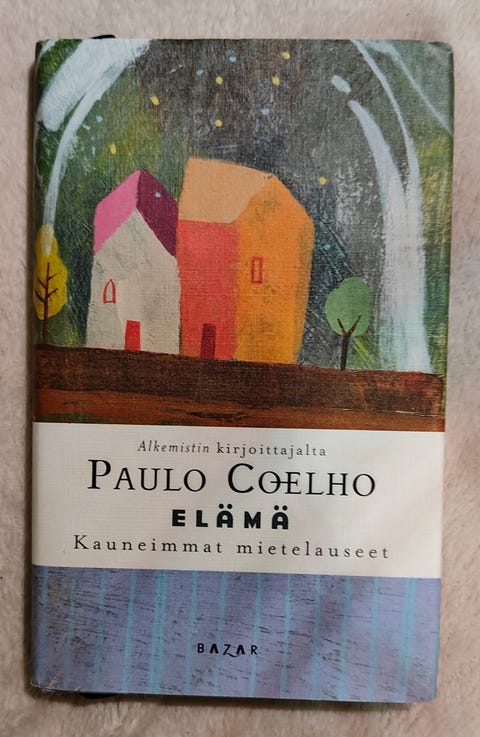 Alkemistin kirjoittajalta
PAULO COELHO
ELÄMÄ
Kauneimmat mietelauseet
BAZAR